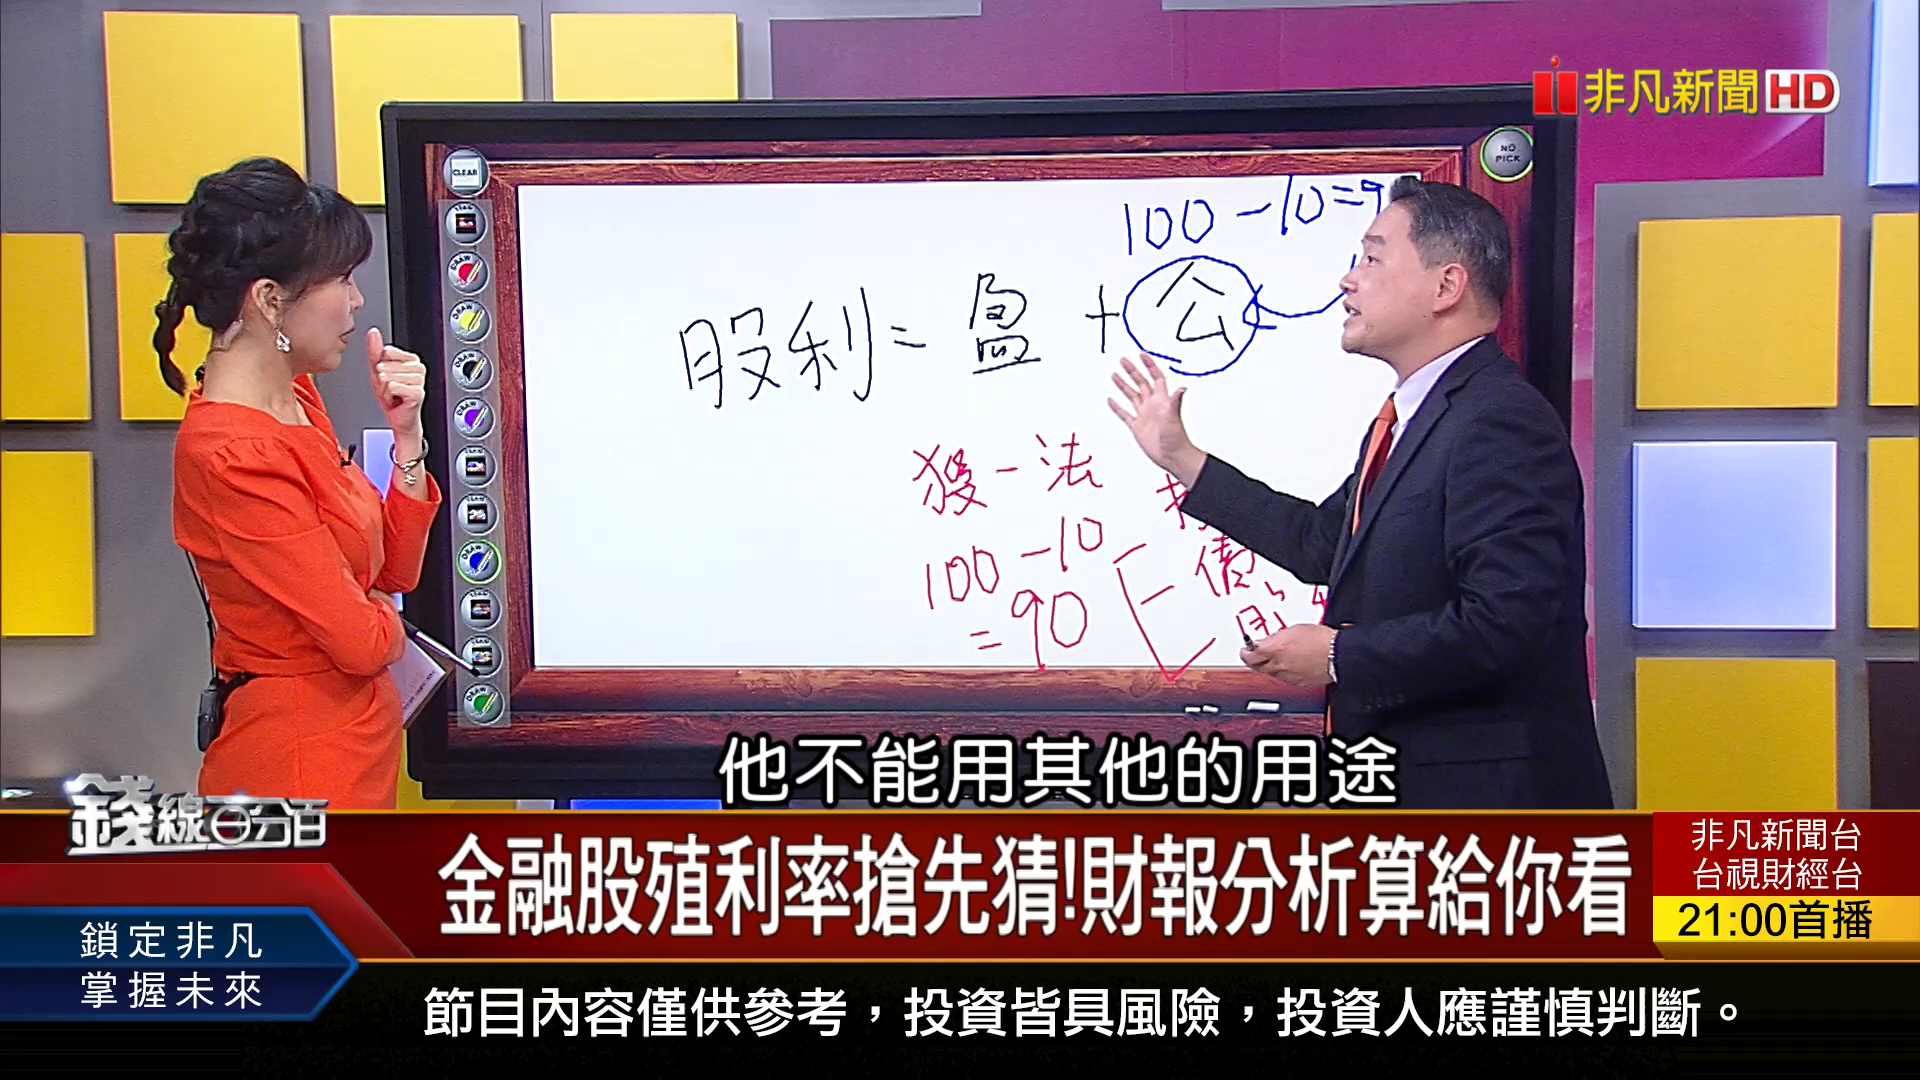 非凡新聞HD
CLEAR
NO
PICK
100-10=9
股利=盈+公
獲-法
100-10
=90
債
他不能用其他的用途
錢線百分百
金融股殖利率搶先猜!財報分析算給你看
非凡新聞台
台視財經台
21:00首播
鎖定非凡
掌握未來
節目內容僅供參考，投資皆具風險，投資人應謹慎判斷。